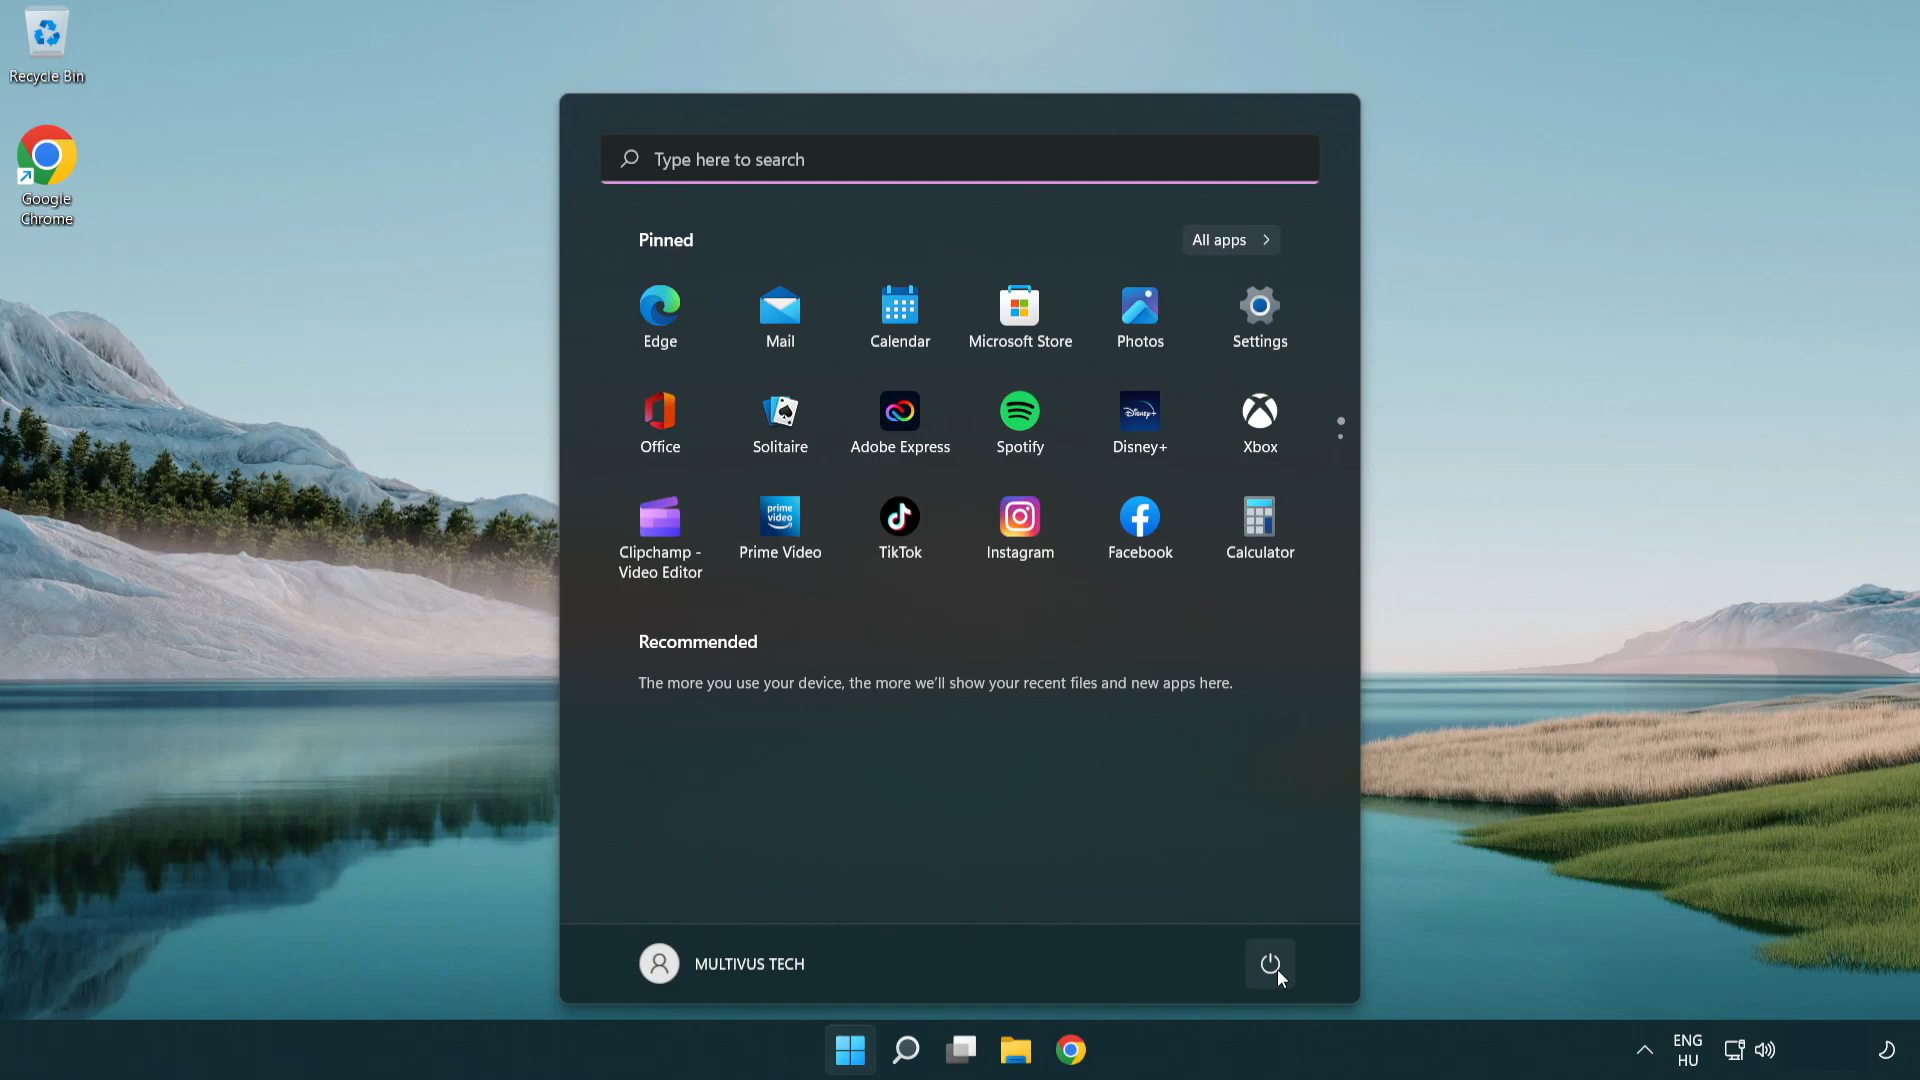 Recycle Bin
Google
Chrome
Type here to search
Pinned
All apps
Edge
Mail
Calendar
Microsoft Store
Photos
Settings
Disney+
Office
Solitaire
Adobe Express
Spotify
Disney+
Xbox
prime
video
Clipchamp -
Video Editor
Prime Video
TikTok
Instagram
Facebook
Calculator
Recommended
The more you use your device, the more we'll show your recent files and new apps here.
MULTIVUS TECH
ENG
HU